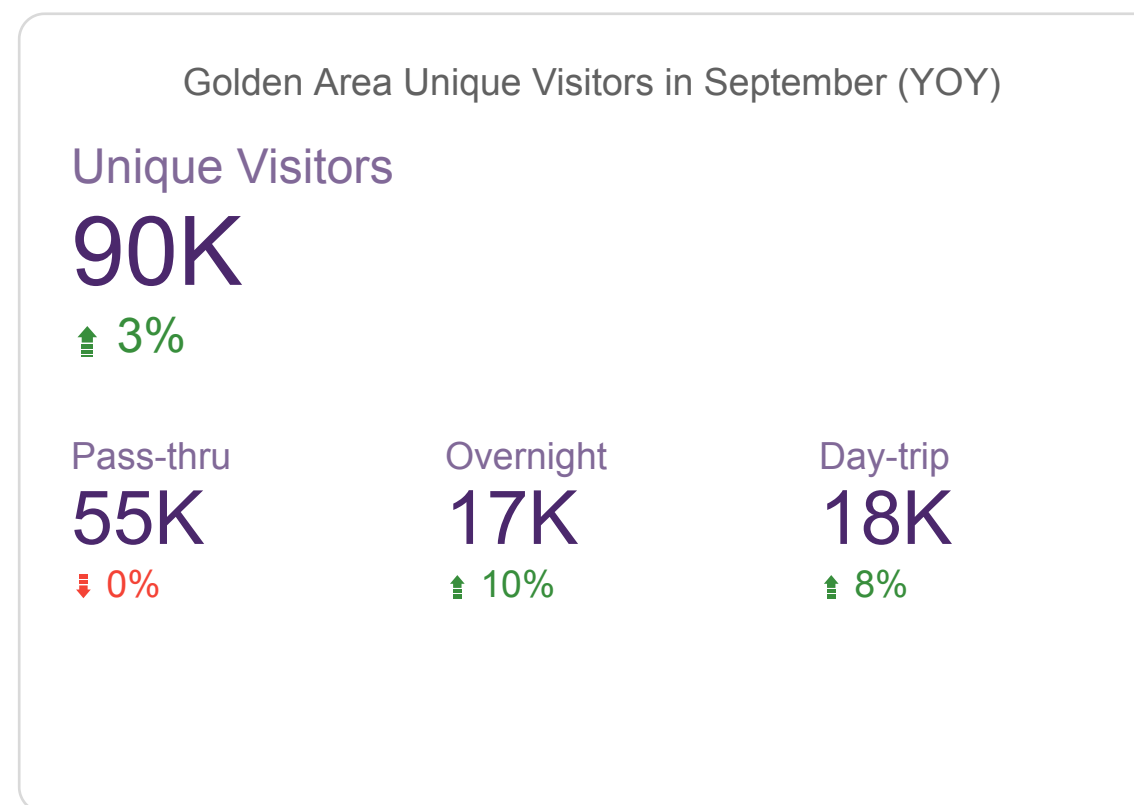 Golden Area Unique Visitors in September (YOY)
Unique Visitors
90K
3%
Pass-thru Overnight Day-trip
55K 17K 18K
0% 10% 8%